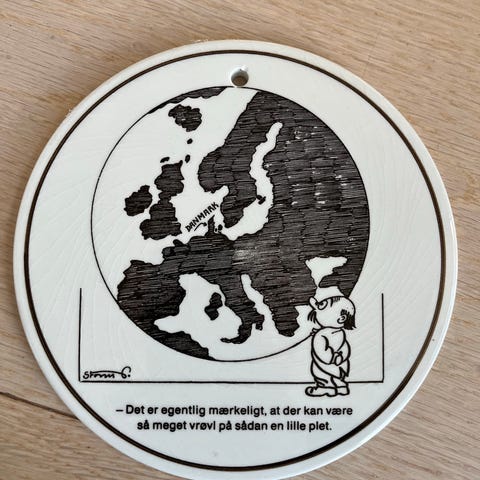 DANMARK
Storm P.
– Det er egentlig mærkeligt, at der kan være
så meget vrøvl på sådan en lille plet.